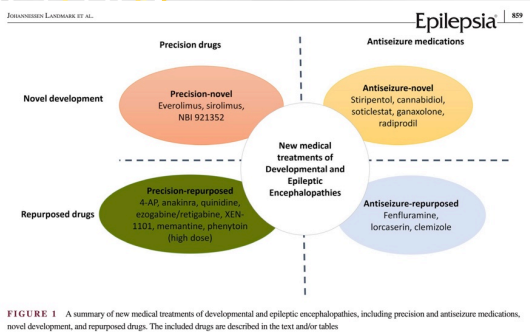 JOHANNESSEN LANDMARK ET AL.
Epilepsia
859
Precision drugs
Antiseizure medications
Novel development
Precision-novel
Everolimus, sirolimus,
NBI 921352
Antiseizure-novel
Stiripentol, cannabidiol,
soticlestat, ganaxolone,
radiprodil
New medical
treatments of
Developmental and
Epileptic
Encephalopathies
Repurposed drugs
Precision-repurposed
4-AP, anakinra, quinidine,
ezogabine/retigabine, XEN-
1101, memantine, phenytoin
(high dose)
Antiseizure-repurposed
Fenfluramine,
lorcaserin, clemizole
FIGURE 1 A summary of new medical treatments of developmental and epileptic encephalopathies, including precision and antiseizure medications,
novel development, and repurposed drugs. The included drugs are described in the text and/or tables